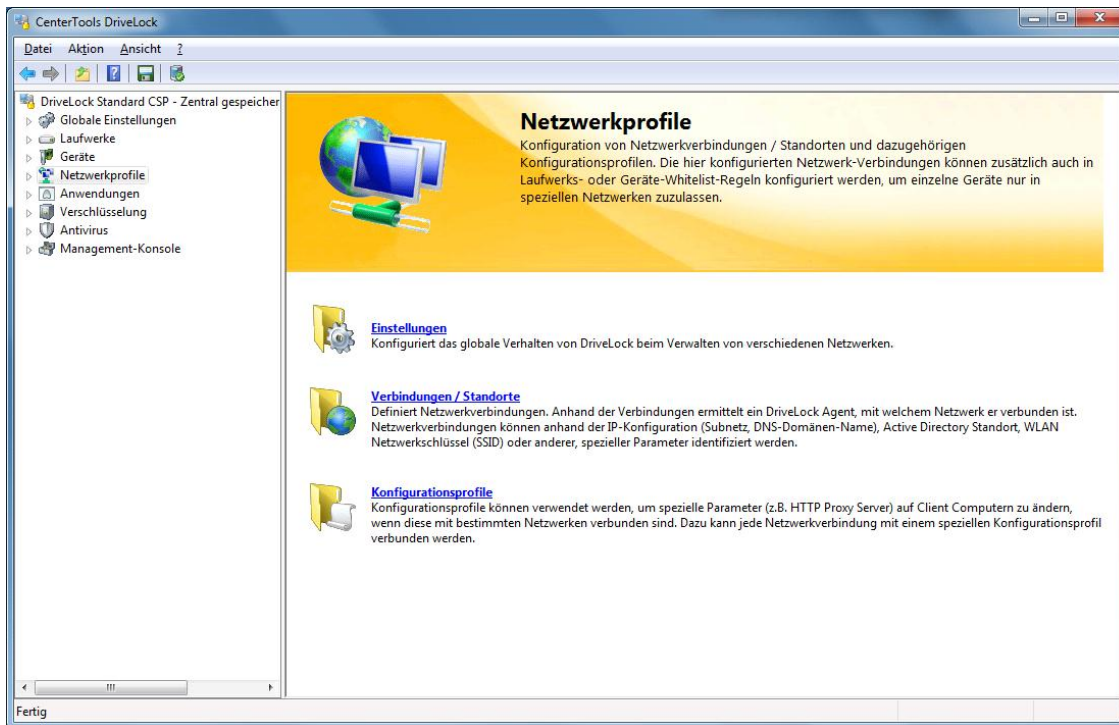 CenterTools DriveLock
Datei Aktion Ansicht ?
DriveLock Standard CSP - Zentral gespeicher
Globale Einstellungen
Laufwerke
Geräte
Netzwerkprofile
Anwendungen
Verschlüsselung
Antivirus
Management-Konsole
Netzwerkprofile
Konfiguration von Netzwerkverbindungen / Standorten und dazugehörigen
Konfigurationsprofilen. Die hier konfigurierten Netzwerk-Verbindungen können zusätzlich auch in
Laufwerks- oder Geräte-Whitelist-Regeln konfiguriert werden, um einzelne Geräte nur in
speziellen Netzwerken zuzulassen.
Einstellungen
Konfiguriert das globale Verhalten von DriveLock beim Verwalten von verschiedenen Netzwerken.
Verbindungen / Standorte
Definiert Netzwerkverbindungen. Anhand der Verbindungen ermittelt ein DriveLock Agent, mit welchem Netzwerk er verbunden ist.
Netzwerkverbindungen können anhand der IP-Konfiguration (Subnetz, DNS-Domänen-Name), Active Directory Standort, WLAN
Netzwerkschlüssel (SSID) oder anderer, spezieller Parameter identifiziert werden.
Konfigurationsprofile
Konfigurationsprofile können verwendet werden, um spezielle Parameter (z.B. HTTP Proxy Server) auf Client Computern zu ändern,
wenn diese mit bestimmten Netzwerken verbunden sind. Dazu kann jede Netzwerkverbindung mit einem speziellen Konfigurationsprofil
verbunden werden.
Fertig